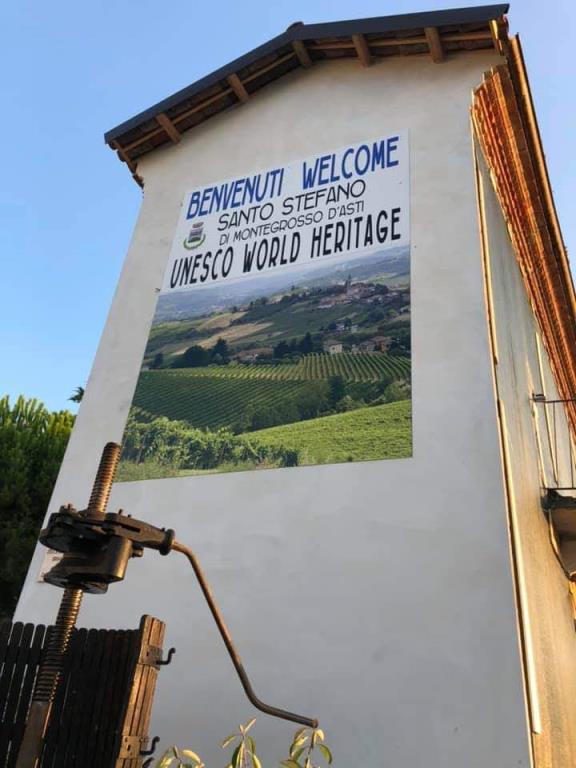 BENVENUTI WELCOME
SANTO STEFANO
DI MONTEGROSSO D'ASTI
UNESCO WORLD HERITAGE